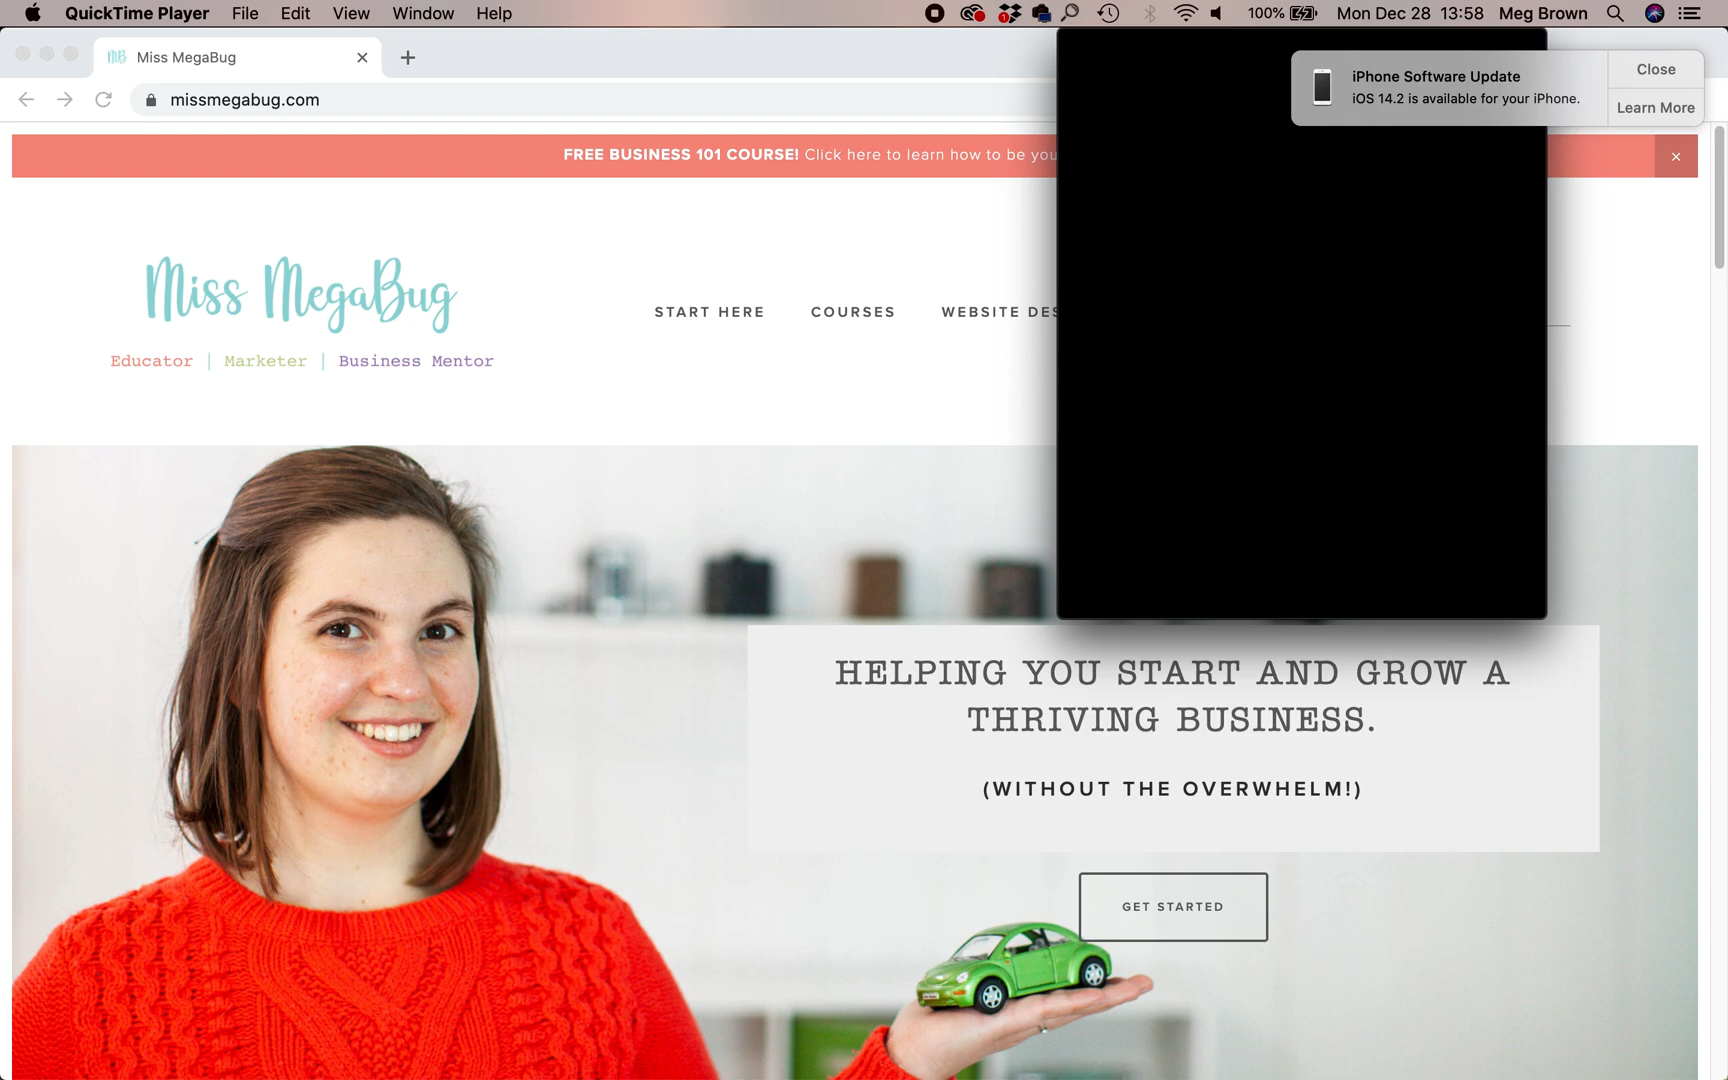 QuickTime Player File Edit View Window Help
1
100% Mon Dec 28 13:58 Meg Brown
Miss MegaBug
missmegabug.com
iPhone Software Update
iOS 14.2 is available for your iPhone.
Close
Learn More
FREE BUSINESS 101 COURSE! Click here to learn how to be you
Miss MegaBug
Educator | Marketer | Business Mentor
START HERE COURSES WEBSITE DES
HELPING YOU START AND GROW A
THRIVING BUSINESS.
(WITHOUT THE OVERWHELM!)
GET STARTED